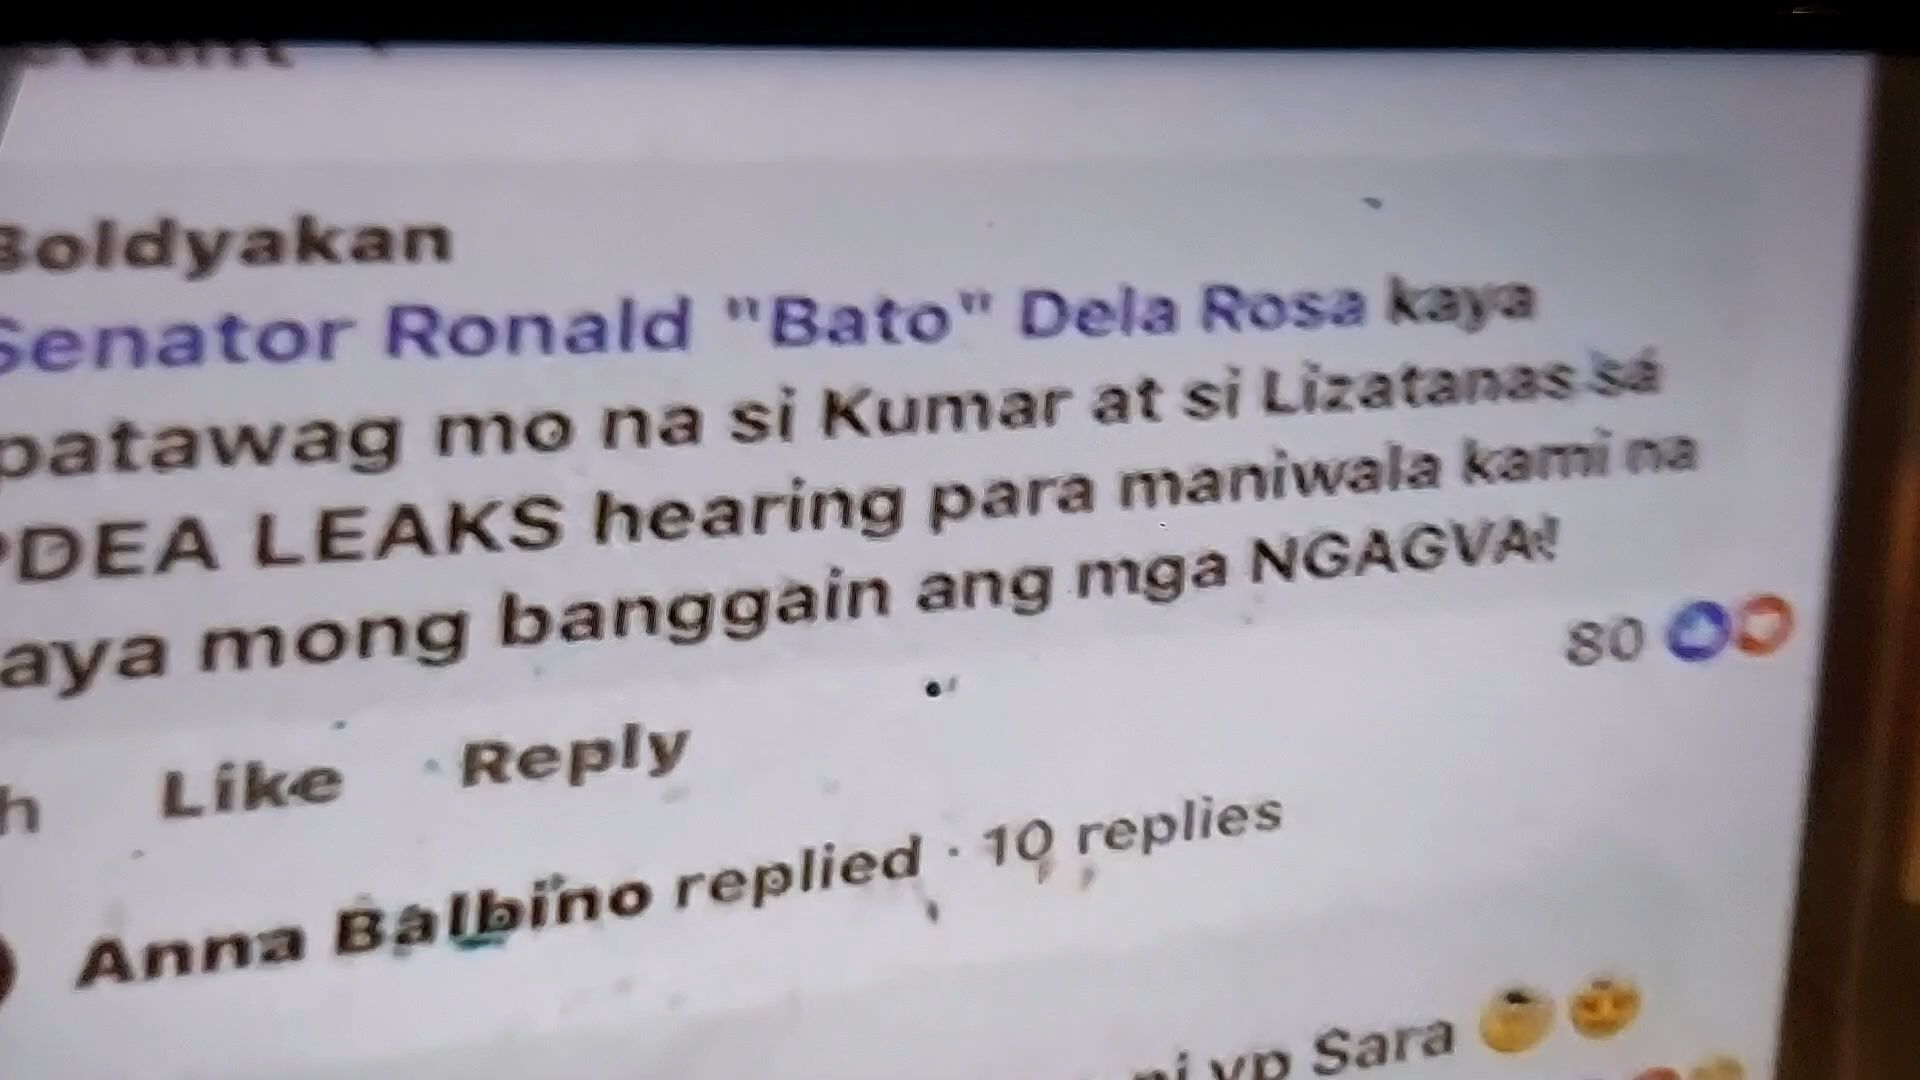 Boldyakan
Senator Ronald "Bato" Dela Rosa kaya
patawag mo na si Kumar at si Lizatanas sa
PDEA LEAKS hearing para maniwala kami na
aya mong banggain ang mga NGAGVA!!
80
h Like Reply
Anna Balbino replied · 10 replies
ni vp Sara